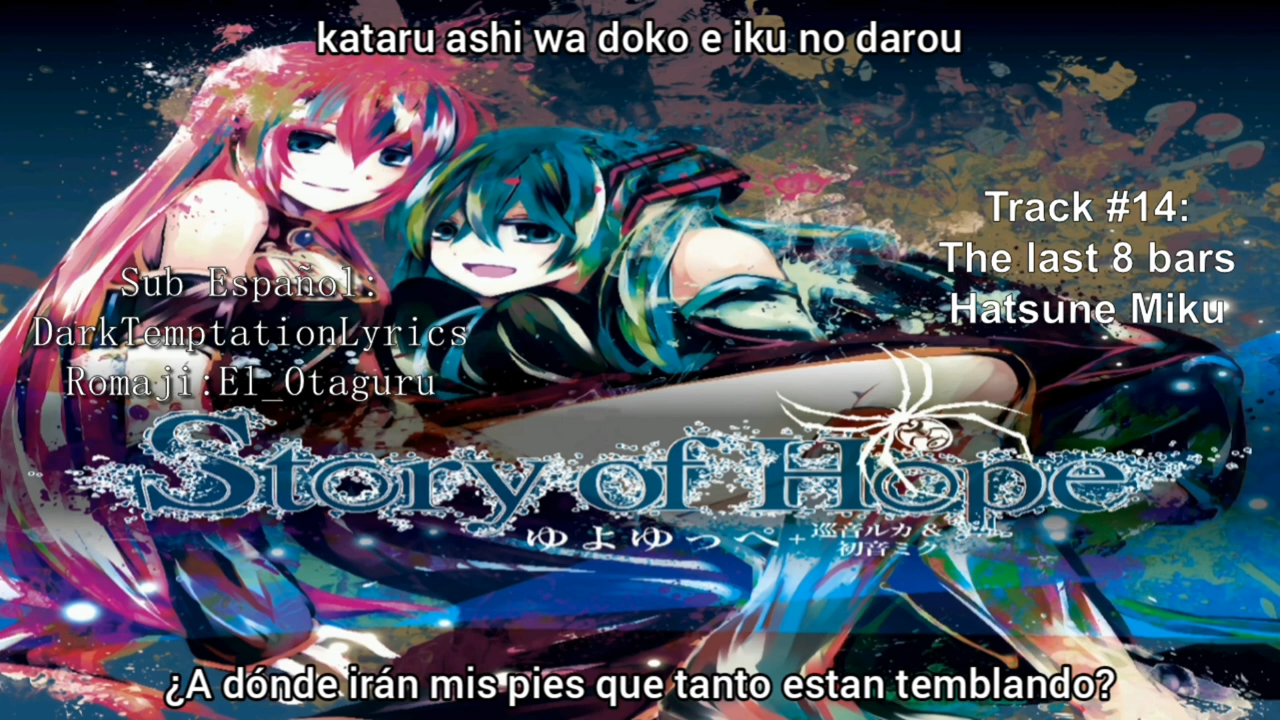 kataru ashi wa doko e iku no darou
Track #14:
The last 8 bars
Hatsune Miku
Sub Español:
DarkTemptationLyrics
Romaji:El_Otaguru
Story of Hope
ゆよゆっぺ+巡音ルカ &
初音ミク
¿A dónde irán mis pies que tanto estan temblando?